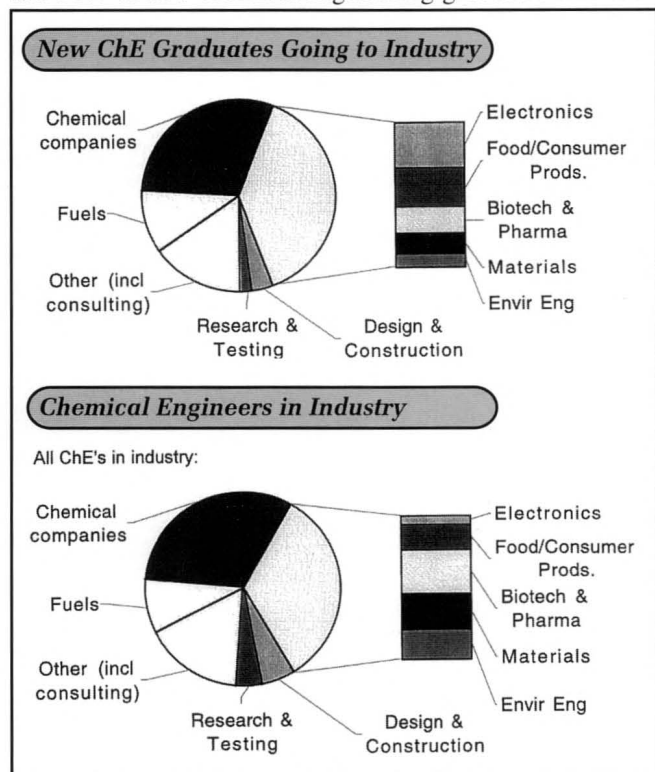 New ChE Graduates Going to Industry
Chemical
companies
Fuels
Other (incl
consulting)
Research &
Testing
Design &
Construction
Electronics
Food/Consumer
Prods.
Biotech &
Pharma
Materials
Envir Eng
Chemical Engineers in Industry
All ChE's in industry:
Chemical
companies
Fuels
Other (incl
consulting)
Research &
Testing
Design &
Construction
Electronics
Food/Consumer
Prods.
Biotech &
Pharma
Materials
Envir Eng